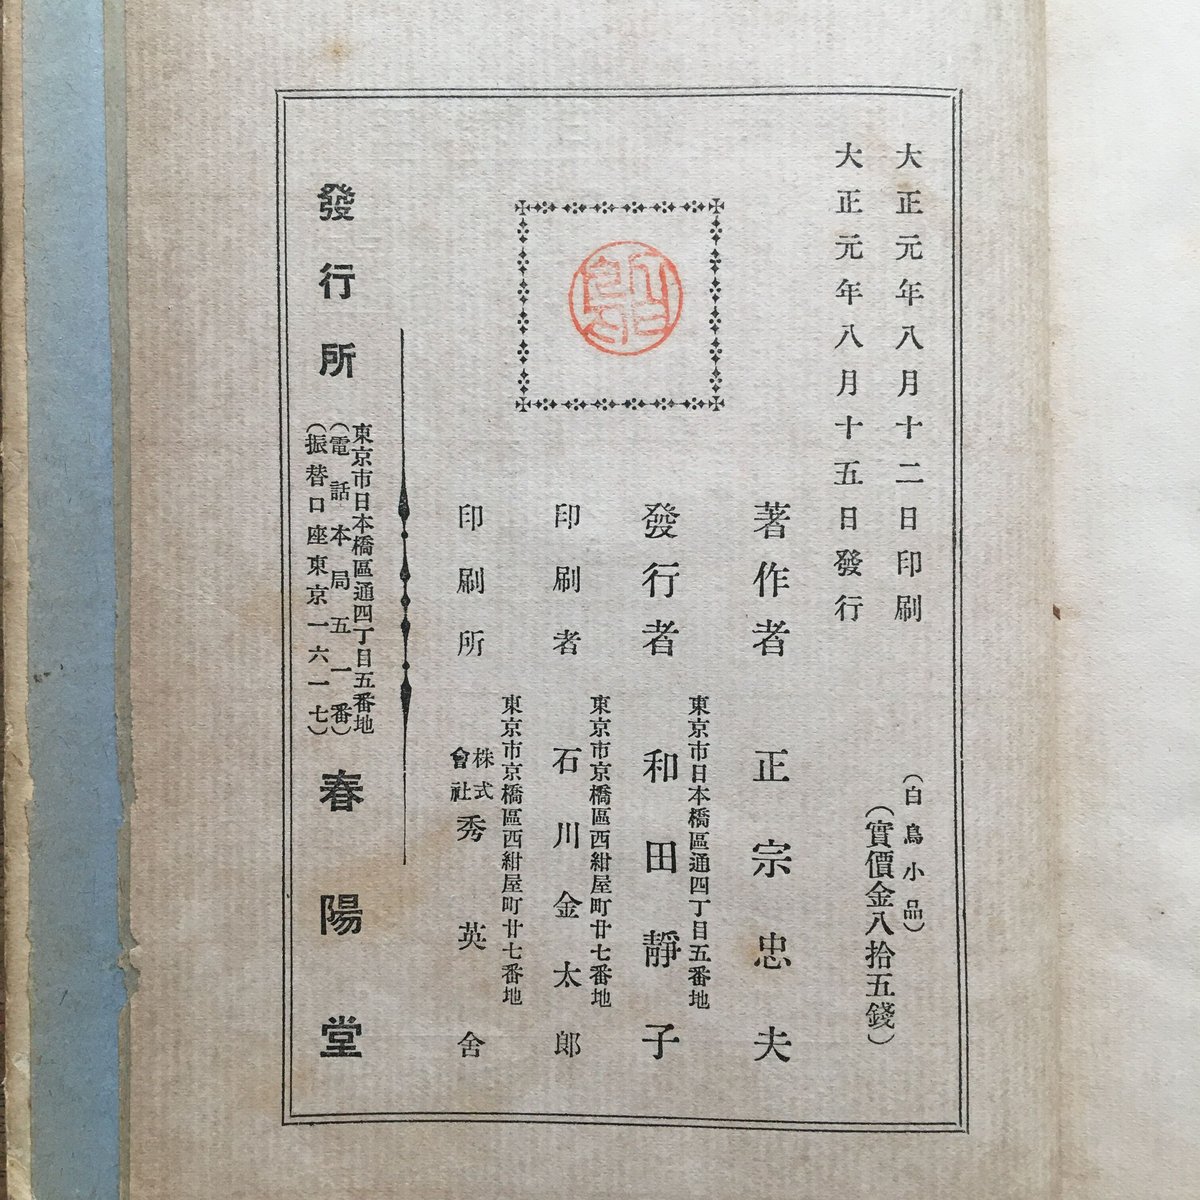 大正元年八月十二日印刷
大正元年八月十五日發行
(白鳥小品)
(實價金八拾五錢)
著作者 正宗忠夫
東京市日本橋區通四丁目五番地
發行者 和田靜子
東京市京橋區西紺屋町廿七番地
印刷者 石川金太郎
東京市京橋區西紺屋町廿七番地
印刷所 株式會社 秀英舍
發行所
東京市日本橋區通四丁目五番地
(電話本局五一番)
(振替口座東京一六一七)
春陽堂